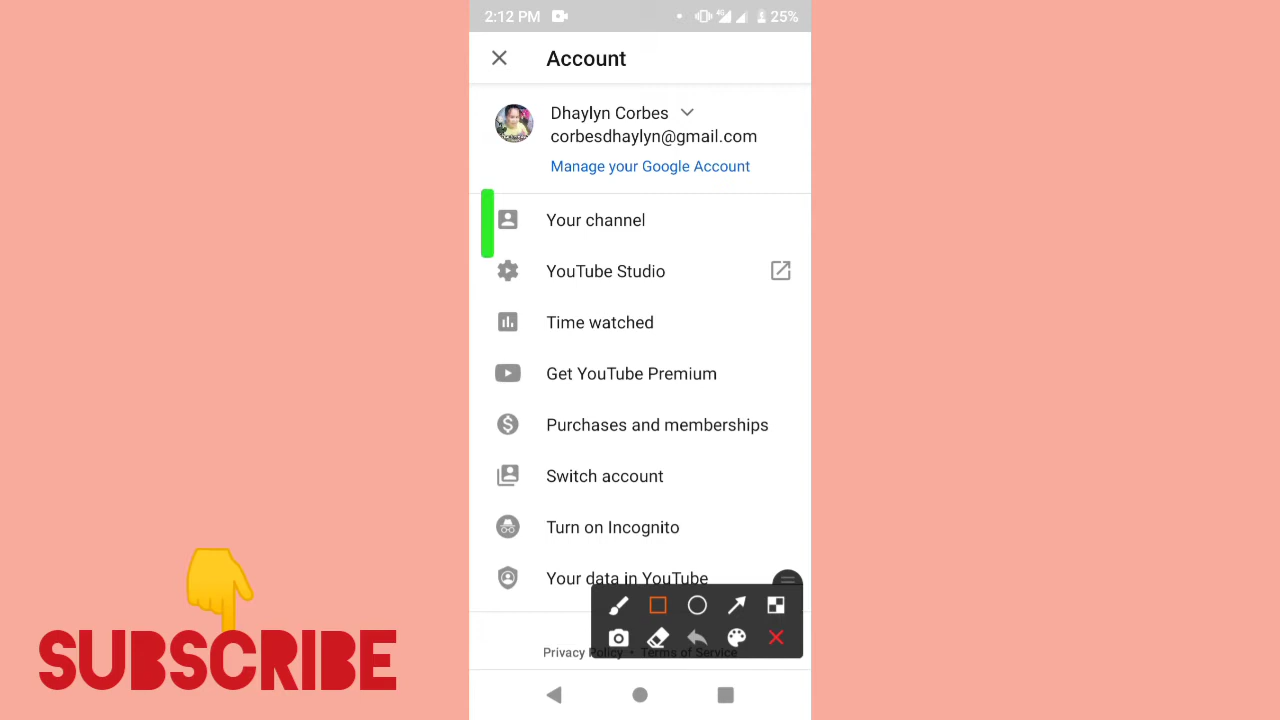 2:12 PM 4G 25%
Account
Dhaylyn Corbes
corbesdhaylyn@gmail.com
Manage your Google Account
Your channel
YouTube Studio
Time watched
Get YouTube Premium
Purchases and memberships
Switch account
Turn on Incognito
Your data in YouTube
Privacy Policy • Terms of Service
SUBSCRIBE